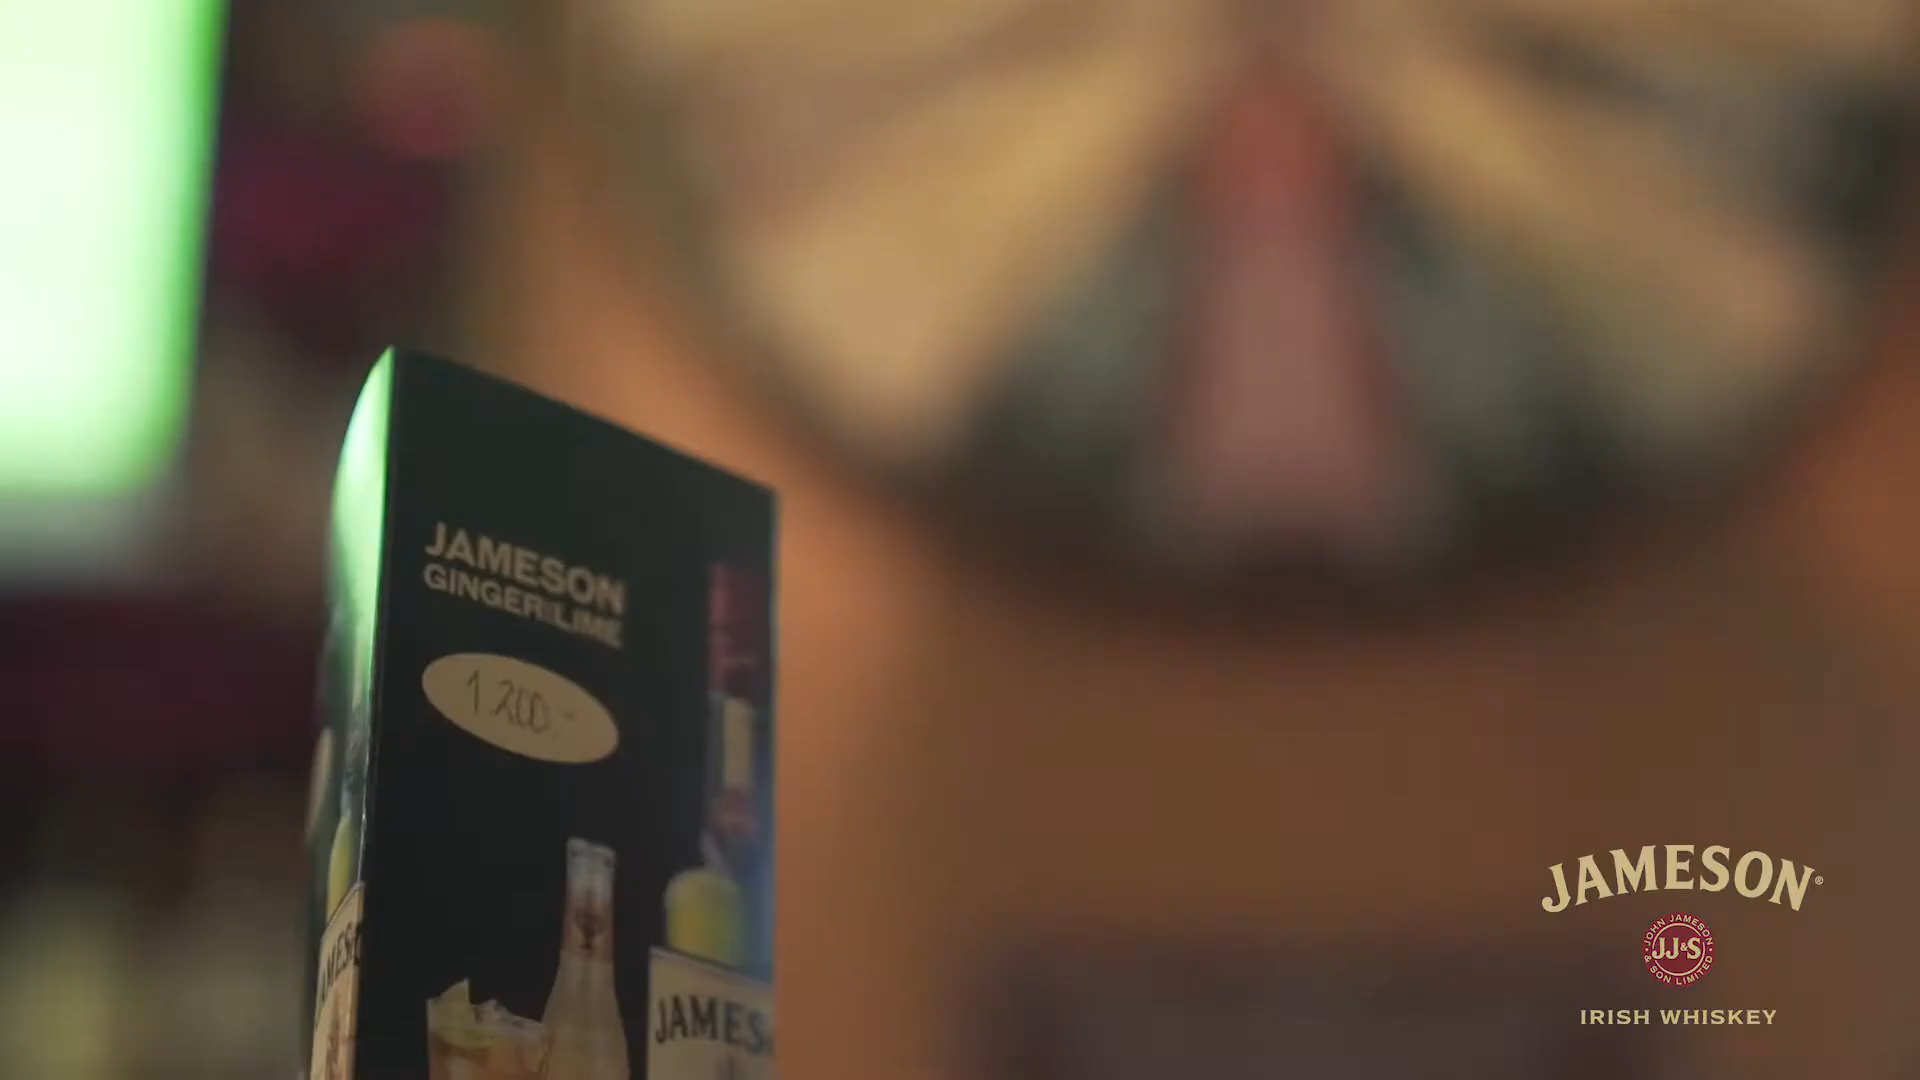 JAMESON
GINGER & LIME
1.200.-
JAMES
JAMESON®
JOHN JAMESON & SON LIMITED
JJ&S
IRISH WHISKEY